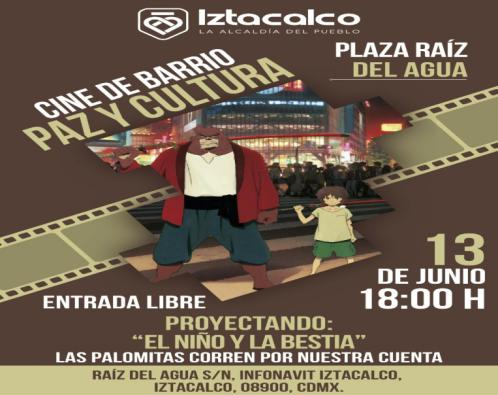 Iztacalco
LA ALCALDÍA DEL PUEBLO
CINE DE BARRIO
PAZ Y CULTURA
PLAZA RAÍZ
DEL AGUA
13
DE JUNIO
18:00 H
ENTRADA LIBRE
PROYECTANDO:
“EL NIÑO Y LA BESTIA”
LAS PALOMITAS CORREN POR NUESTRA CUENTA
RAÍZ DEL AGUA S/N, INFONAVIT IZTACALCO,
IZTACALCO, 08900, CDMX.